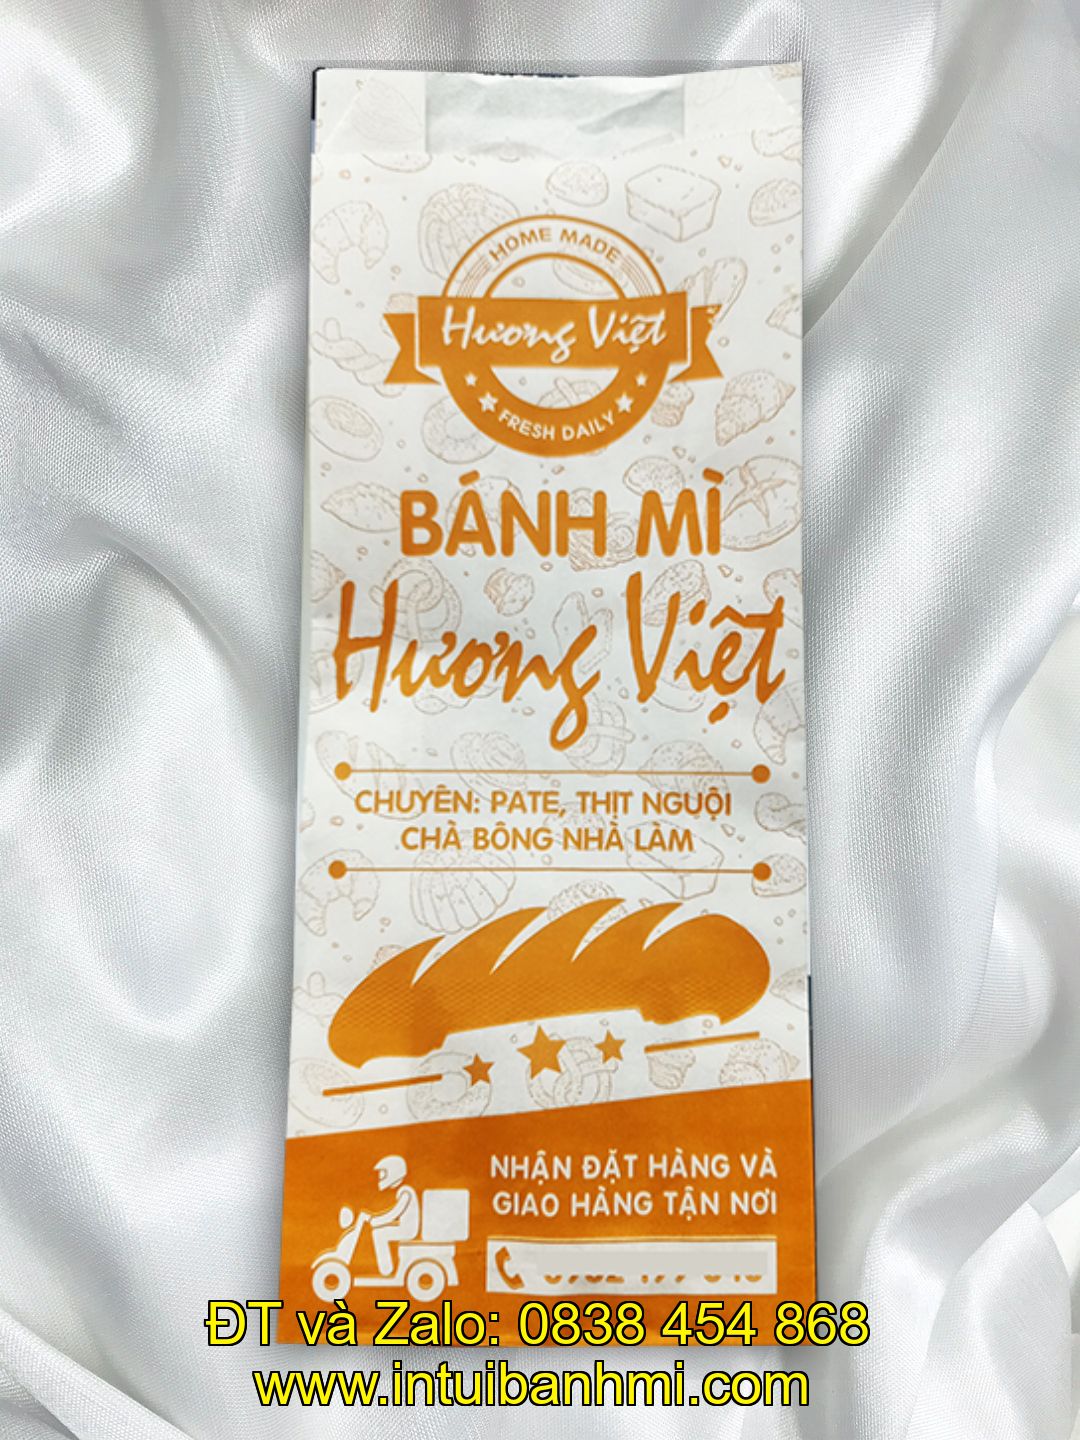 HOME MADE
Hương Việt
FRESH DAILY
BÁNH MÌ
Hương Việt
CHUYÊN: PATE, THỊT NGUỘI
CHÀ BÔNG NHÀ LÀM
NHẬN ĐẶT HÀNG VÀ
GIAO HÀNG TẬN NƠI
ĐT và Zalo: 0838 454 868
www.intuibanhmi.com